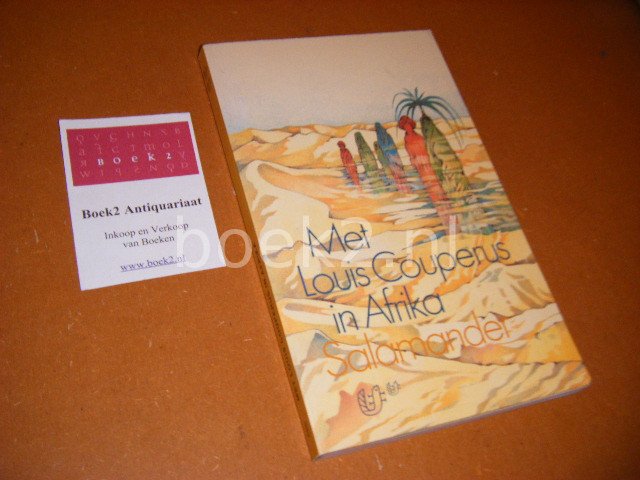 BOEK2
Boek2 Antiquariaat
Inkoop en Verkoop
van Boeken
www.boek2.nl
boek2.nl
Met
Louis Couperus
in Afrika
Salamander